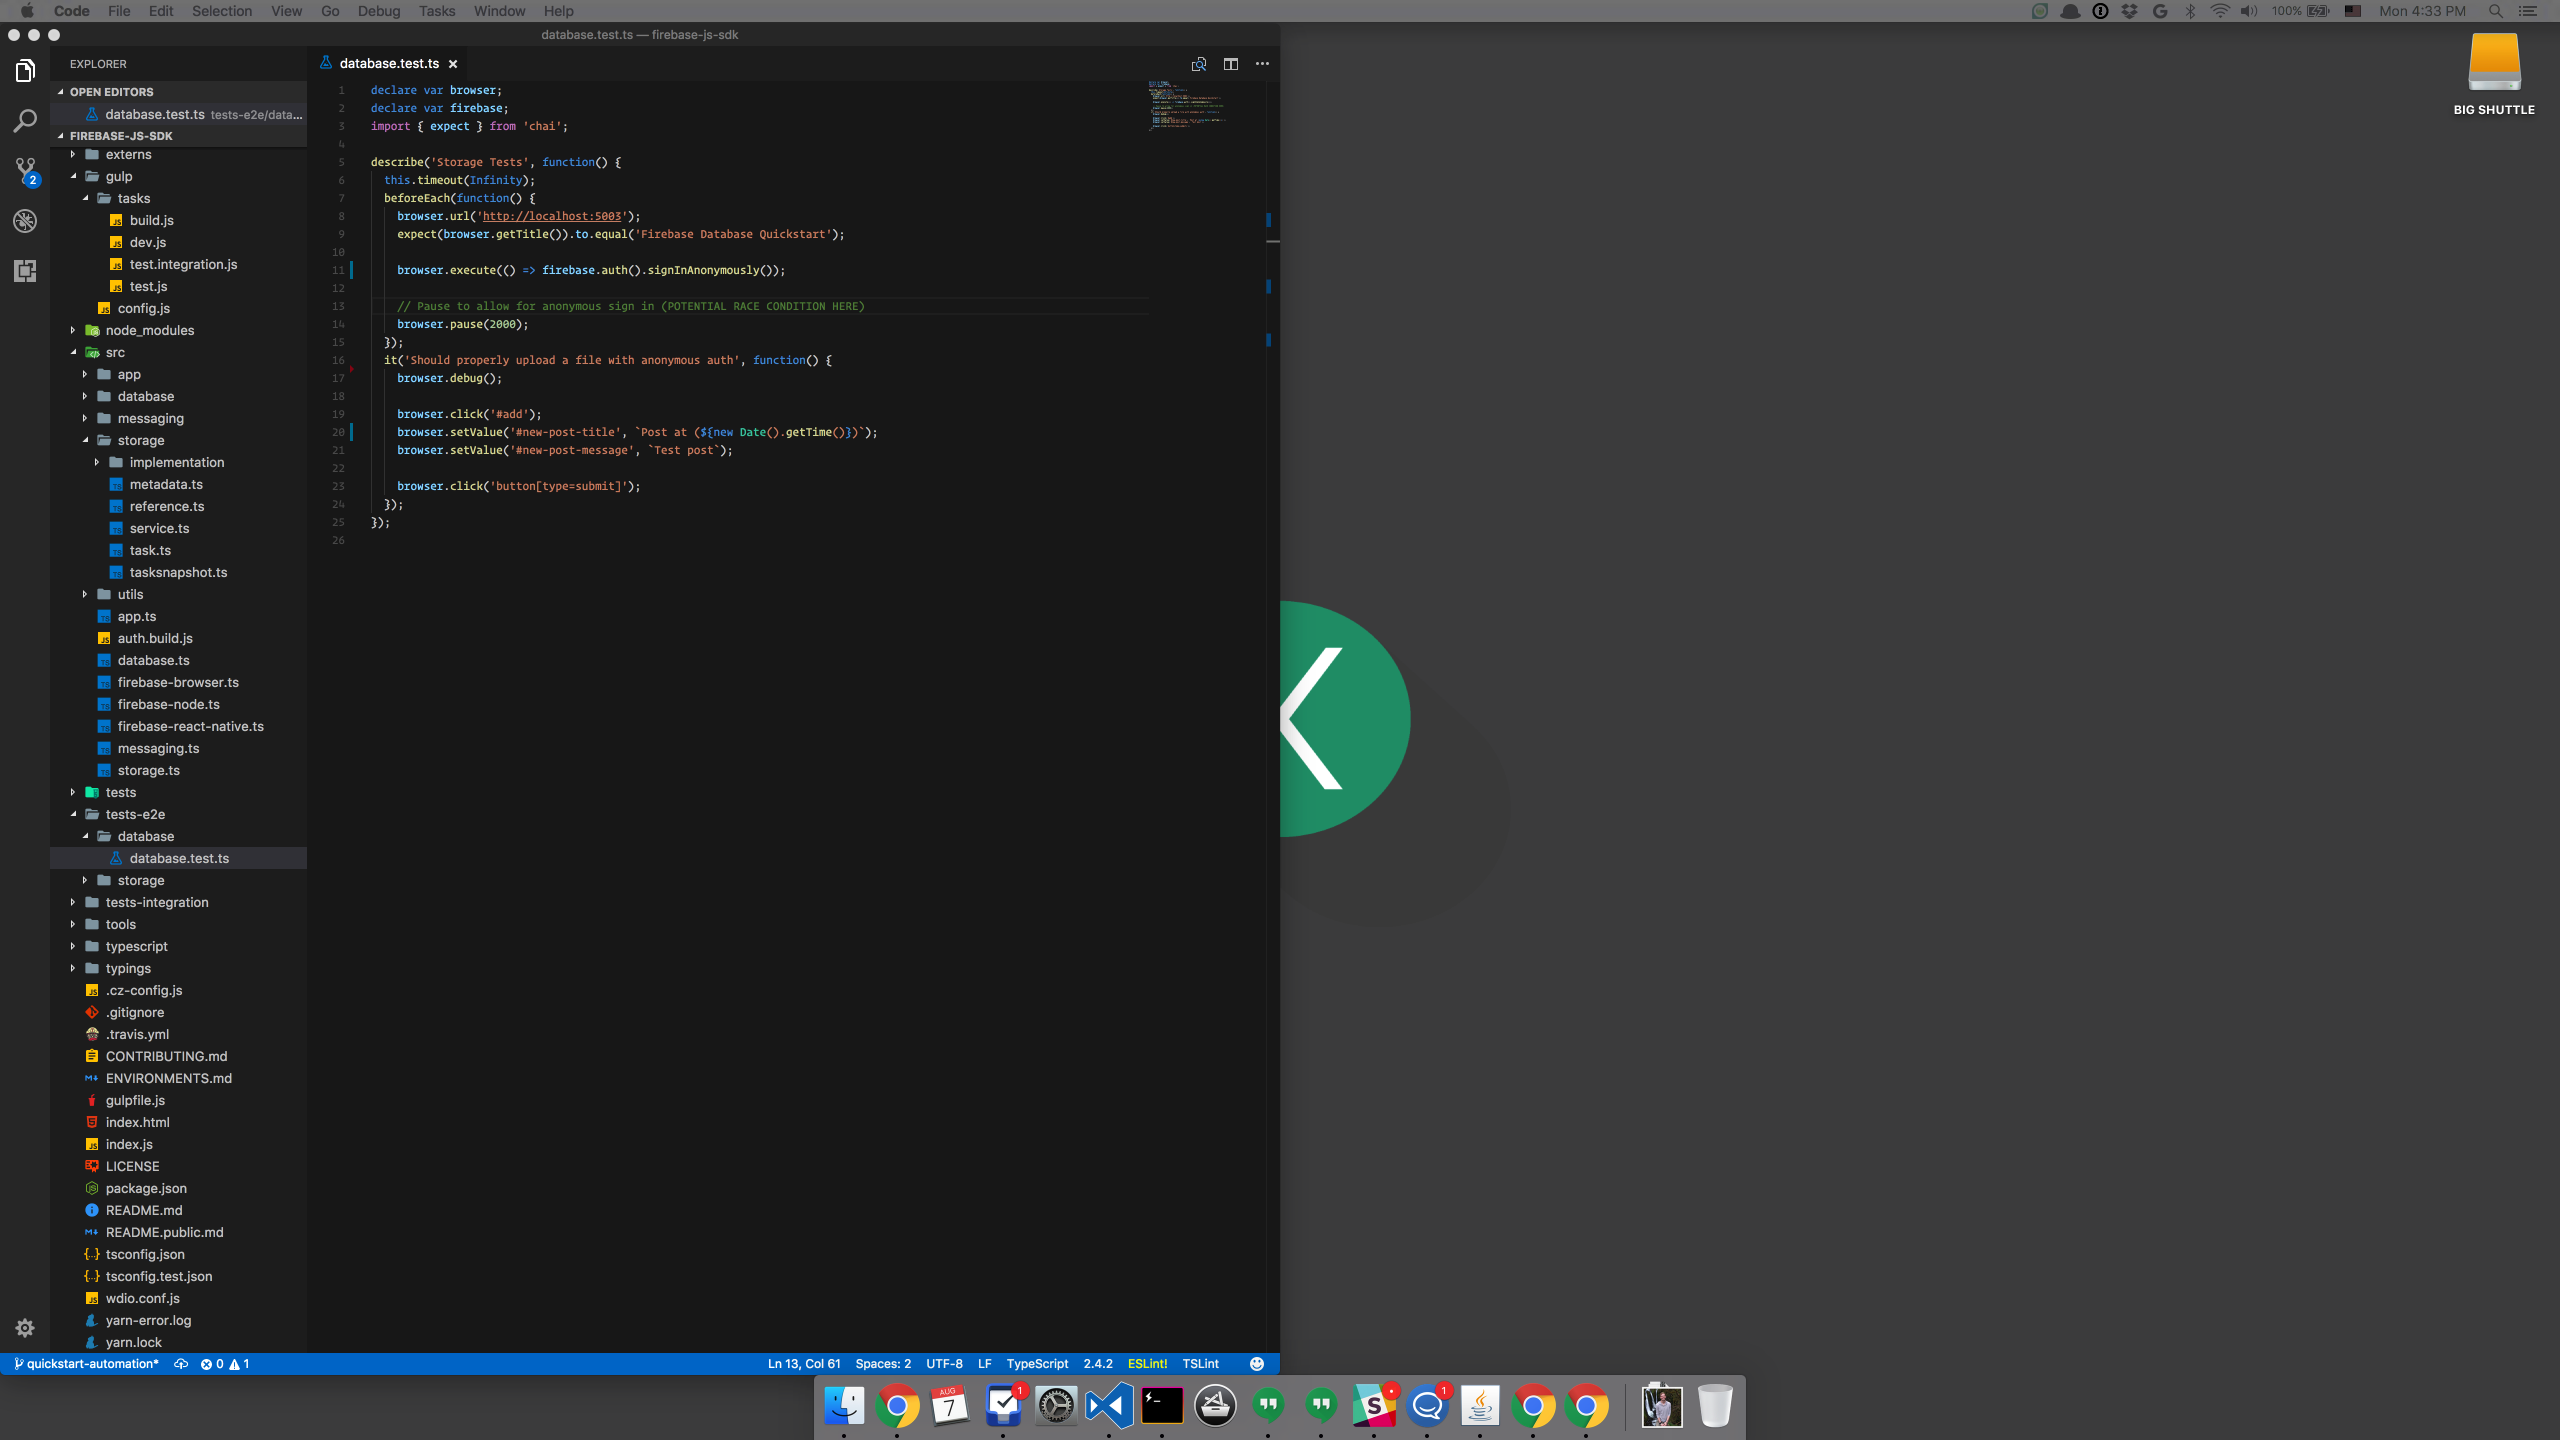 Code File Edit Selection View Go Debug Tasks Window Help
100% Mon 4:33 PM
database.test.ts — firebase-js-sdk
EXPLORER
OPEN EDITORS
database.test.ts tests-e2e/data...
FIREBASE-JS-SDK
externs
gulp
tasks
build.js
dev.js
test.integration.js
test.js
config.js
node_modules
src
app
database
messaging
storage
implementation
metadata.ts
reference.ts
service.ts
task.ts
tasksnapshot.ts
utils
app.ts
auth.build.js
database.ts
firebase-browser.ts
firebase-node.ts
firebase-react-native.ts
messaging.ts
storage.ts
tests
tests-e2e
database
database.test.ts
storage
tests-integration
tools
typescript
typings
.cz-config.js
.gitignore
.travis.yml
CONTRIBUTING.md
ENVIRONMENTS.md
gulpfile.js
index.html
index.js
LICENSE
package.json
README.md
README.public.md
tsconfig.json
tsconfig.test.json
wdio.conf.js
yarn-error.log
yarn.lock
2
database.test.ts
1 declare var browser;
2 declare var firebase;
3 import { expect } from 'chai';
4
5 describe('Storage Tests', function() {
6 this.timeout(Infinity);
7 beforeEach(function() {
8 browser.url('http://localhost:5003');
9 expect(browser.getTitle()).to.equal('Firebase Database Quickstart');
10
11 browser.execute(() => firebase.auth().signInAnonymously());
12
13 // Pause to allow for anonymous sign in (POTENTIAL RACE CONDITION HERE)
14 browser.pause(2000);
15 });
16 it('Should properly upload a file with anonymous auth', function() {
17 browser.debug();
18
19 browser.click('#add');
20 browser.setValue('#new-post-title', `Post at (${new Date().getTime()})`);
21 browser.setValue('#new-post-message', `Test post`);
22
23 browser.click('button[type=submit]');
24 });
25 });
26
quickstart-automation* 0 1 Ln 13, Col 61 Spaces: 2 UTF-8 LF TypeScript 2.4.2 ESLint! TSLint
BIG SHUTTLE
K
AUG
7
1
1